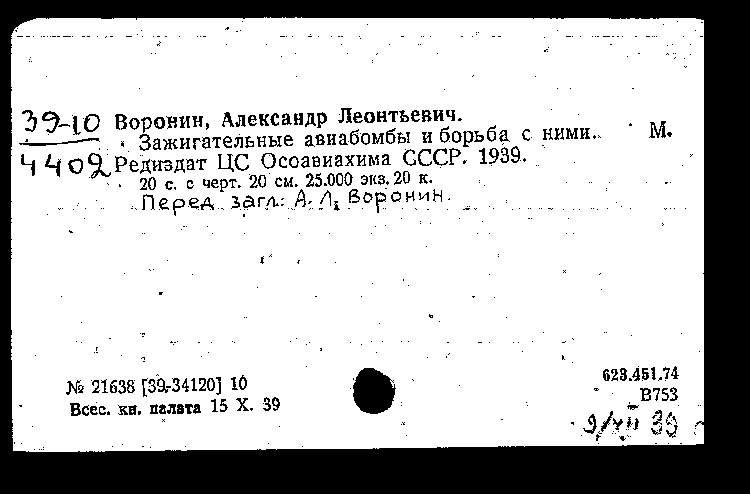 39-10 Воронин, Александр Леонтьевич.
Зажигательные авиабомбы и борьба с ними. М.
4402 Редиздат ЦС Осоавиахима СССР. 1939.
20 с. с черт. 20 см. 25.000 экз. 20 к.
Перед загл.: А. Л. Воронин.
№ 21638 [39-34120] 10
Всес. кн. палата 15 X. 39
623.451.74
В753
9/XII 39